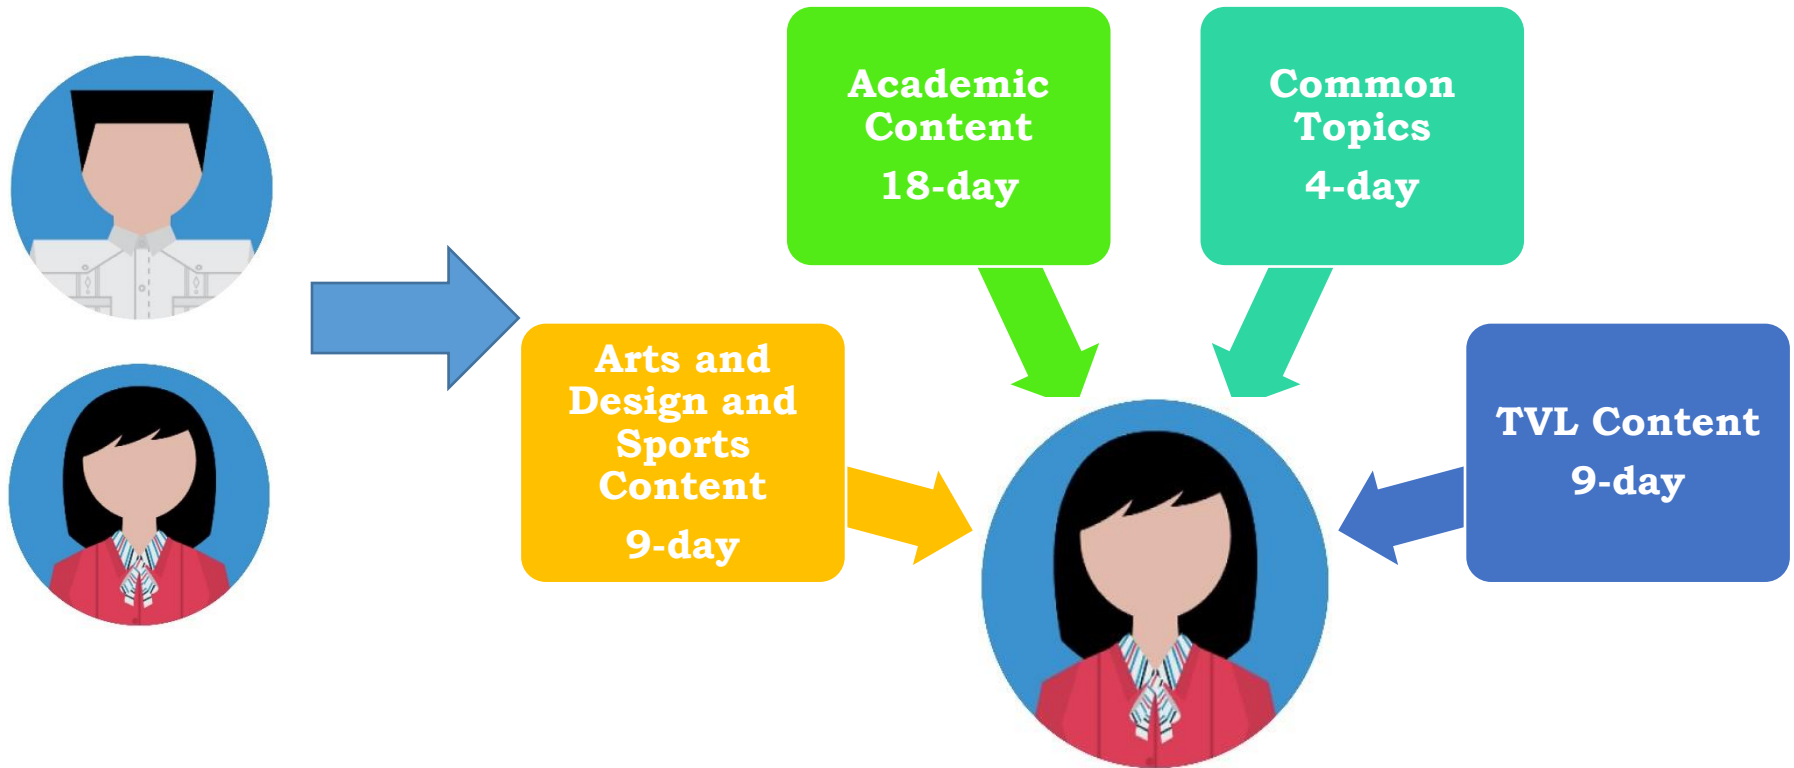 Academic
Content
18-day
Common
Topics
4-day
Arts and
Design and
Sports
Content
9-day
TVL Content
9-day